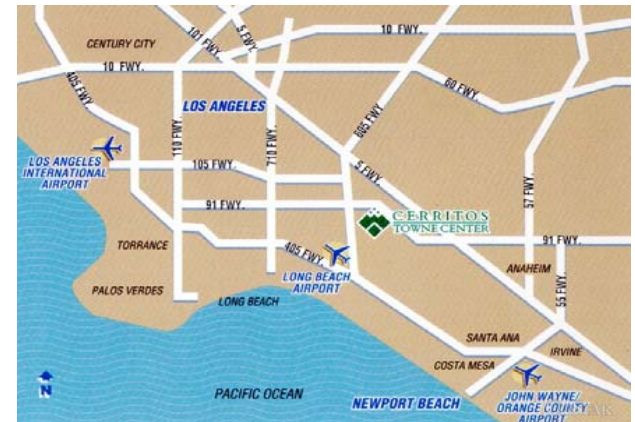 CENTURY CITY
101 FWY.
5 FWY.
10 FWY.
10 FWY.
405 FWY.
60 FWY.
LOS ANGELES
605 FWY.
110 FWY.
710 FWY.
LOS ANGELES
INTERNATIONAL
AIRPORT
105 FWY.
5 FWY.
57 FWY.
91 FWY.
CERRITOS
TOWNE CENTER
91 FWY.
TORRANCE
405 FWY.
ANAHEIM
LONG BEACH
AIRPORT
55 FWY.
PALOS VERDES
LONG BEACH
SANTA ANA
IRVINE
COSTA MESA
N
PACIFIC OCEAN
NEWPORT BEACH
JOHN WAYNE/
ORANGE COUNTY
AIRPORT